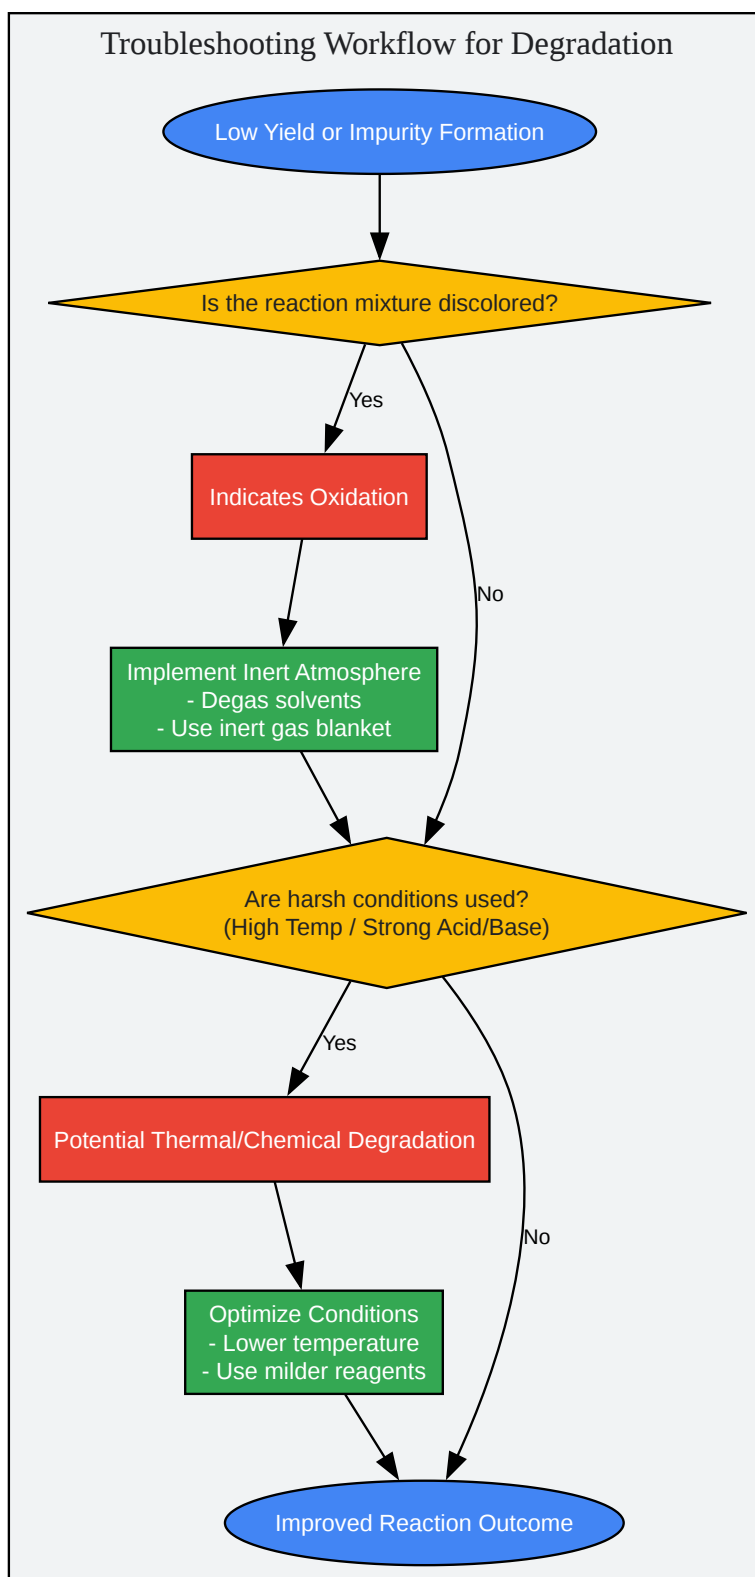 Troubleshooting Workflow for Degradation
Low Yield or Impurity Formation
Is the reaction mixture discolored?
Yes
Indicates Oxidation
No
Implement Inert Atmosphere
- Degas solvents
- Use inert gas blanket
Are harsh conditions used?
(High Temp / Strong Acid/Base)
Yes
Potential Thermal/Chemical Degradation
No
Optimize Conditions
- Lower temperature
- Use milder reagents
Improved Reaction Outcome